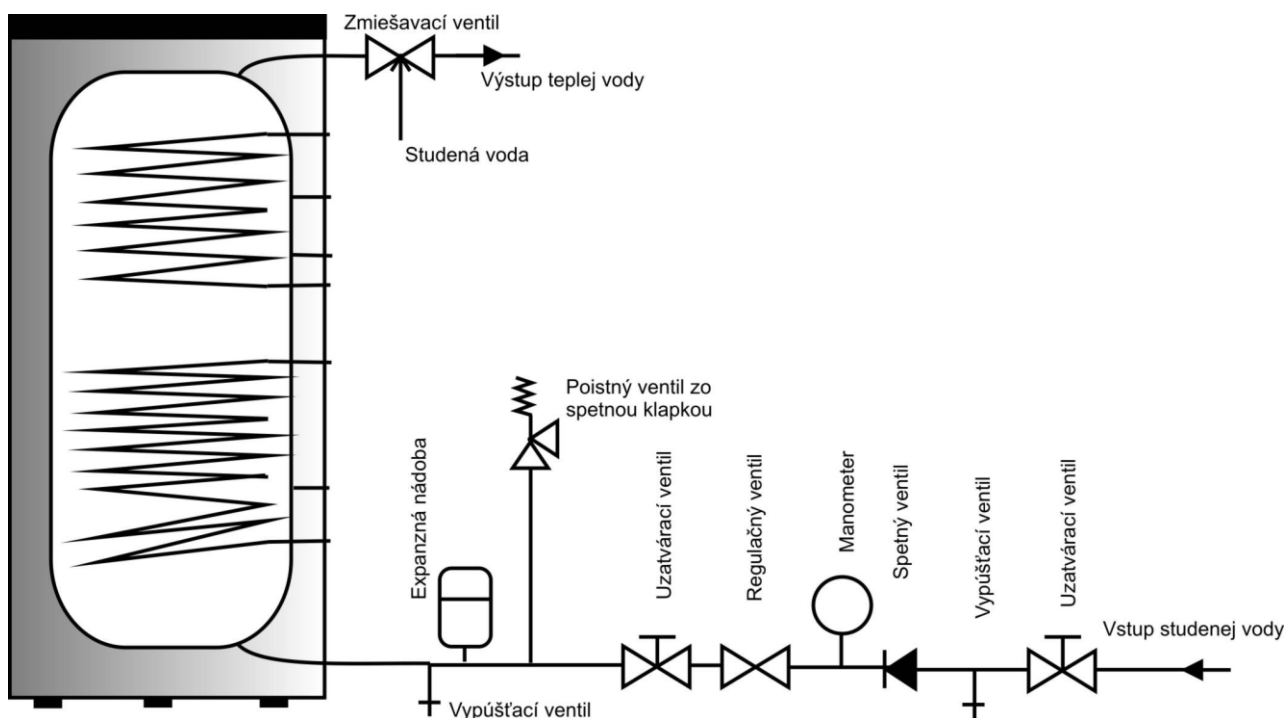 Zmiešavací ventil
Výstup teplej vody
Studená voda
Poistný ventil zo
spetnou klapkou
Expanzná nádoba
Uzatvárací ventil
Regulačný ventil
Manometer
Spetný ventil
Vypúšťací ventil
Uzatvárací ventil
Vstup studenej vody
Vypúšťací ventil